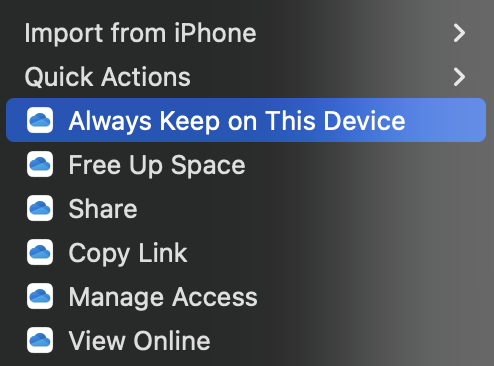 Import from iPhone
Quick Actions
Always Keep on This Device
Free Up Space
Share
Copy Link
Manage Access
View Online